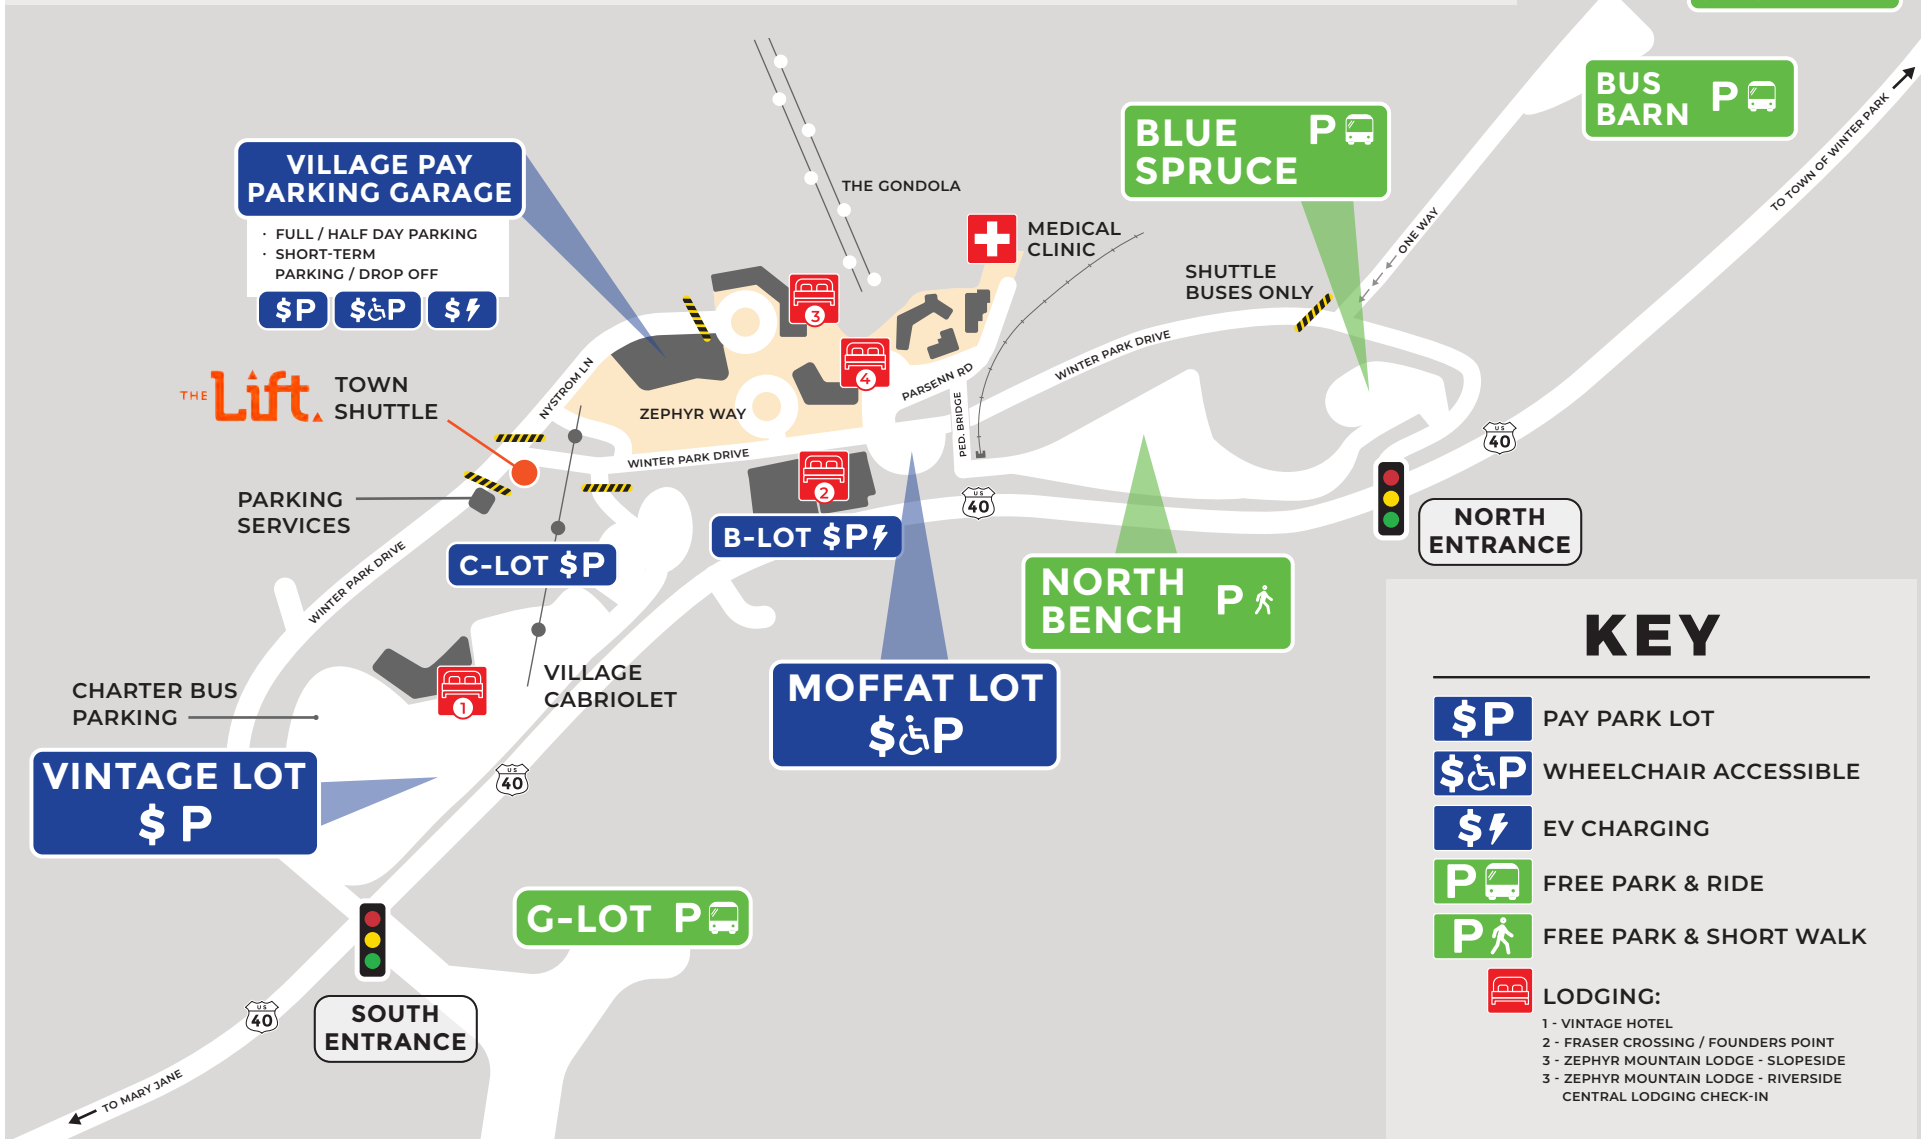 BUS
BARN P
TO TOWN OF WINTER PARK
BLUE
SPRUCE P
VILLAGE PAY
PARKING GARAGE
· FULL / HALF DAY PARKING
· SHORT-TERM
PARKING / DROP OFF
$P $P $
THE GONDOLA
MEDICAL
CLINIC
ONE WAY
SHUTTLE
BUSES ONLY
3
4
NYSTROM LN
PARSENN RD
WINTER PARK DRIVE
PED. BRIDGE
THE Lift.
TOWN
SHUTTLE
ZEPHYR WAY
WINTER PARK DRIVE
2
US
40
US
40
PARKING
SERVICES
B-LOT $P
C-LOT $P
NORTH
ENTRANCE
WINTER PARK DRIVE
NORTH
BENCH P
KEY
$P PAY PARK LOT
$P WHEELCHAIR ACCESSIBLE
$ EV CHARGING
P FREE PARK & RIDE
P FREE PARK & SHORT WALK
LODGING:
1 - VINTAGE HOTEL
2 - FRASER CROSSING / FOUNDERS POINT
3 - ZEPHYR MOUNTAIN LODGE - SLOPESIDE
3 - ZEPHYR MOUNTAIN LODGE - RIVERSIDE
CENTRAL LODGING CHECK-IN
1
VILLAGE
CABRIOLET
MOFFAT LOT
$P
CHARTER BUS
PARKING
VINTAGE LOT
$ P
US
40
G-LOT P
SOUTH
ENTRANCE
US
40
TO MARY JANE